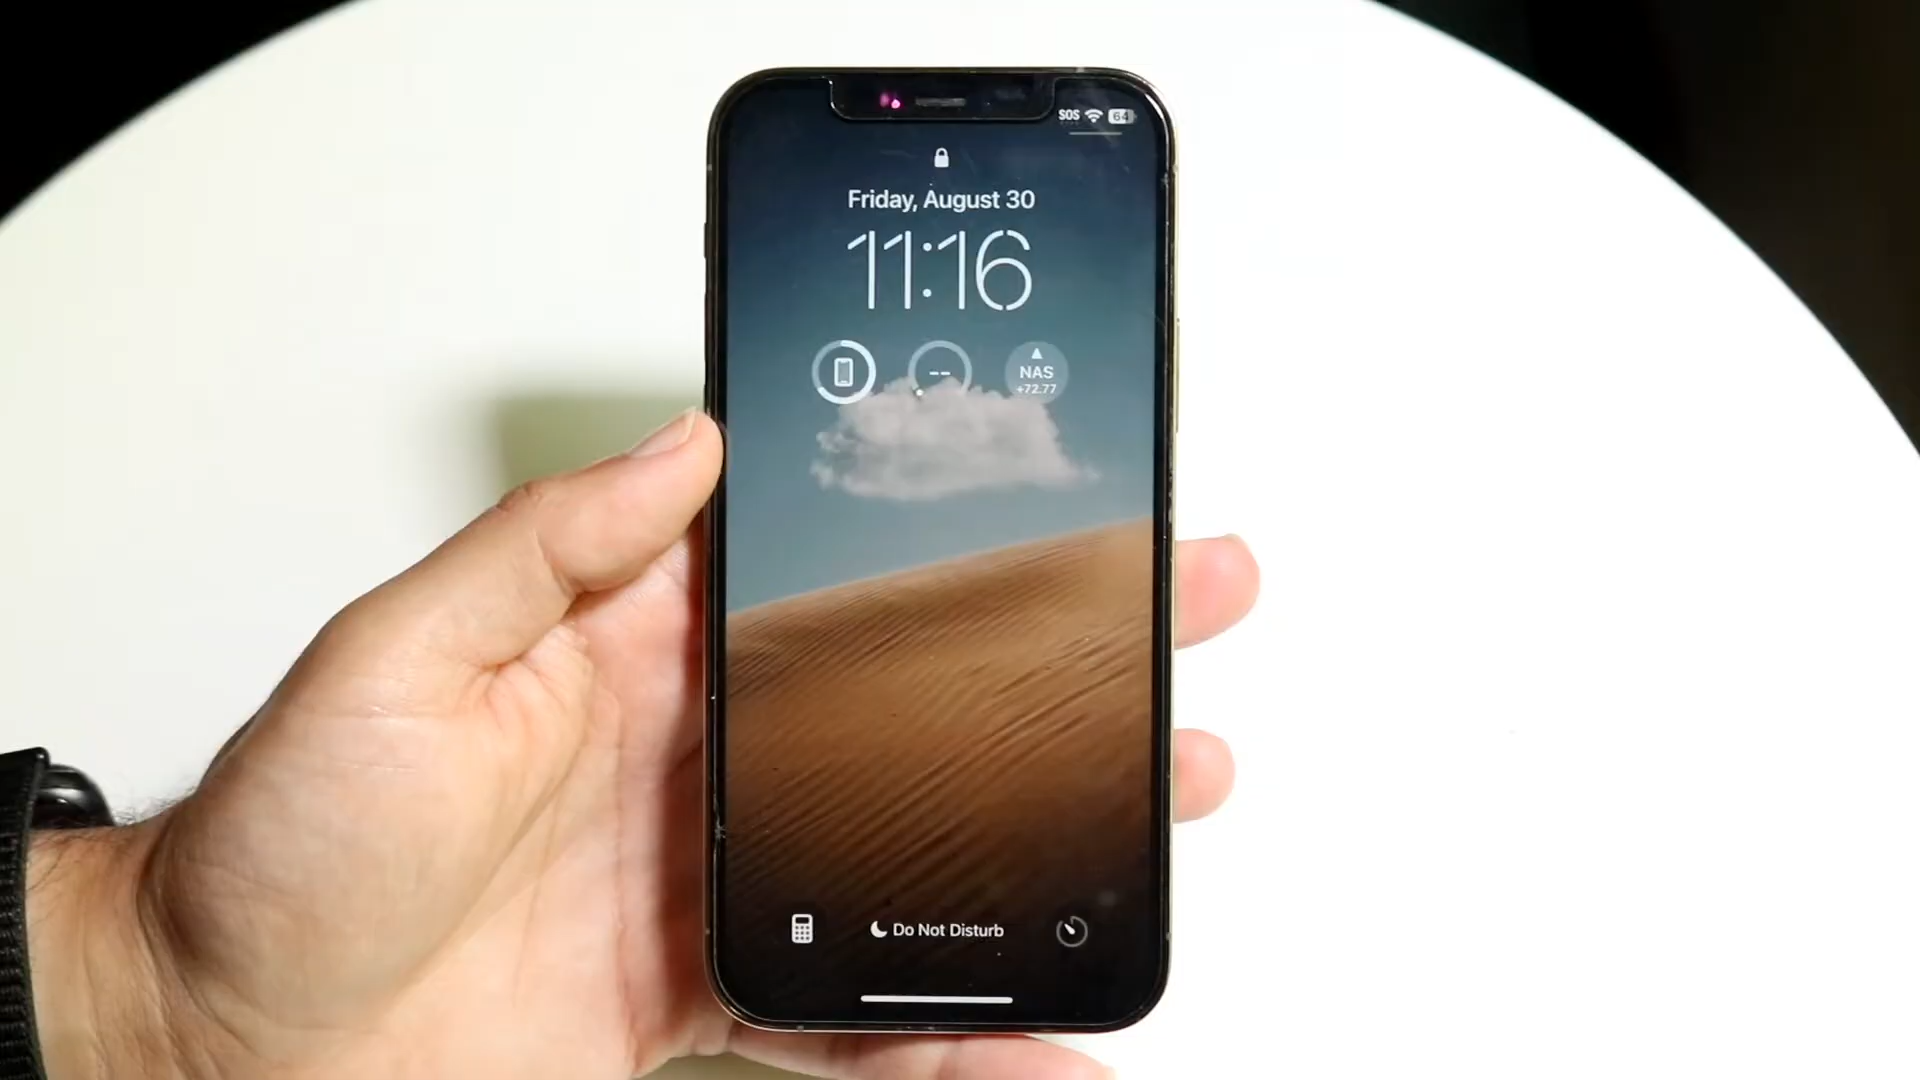 SOS 64
Friday, August 30
11:16
--
NAS
+72.77
Do Not Disturb